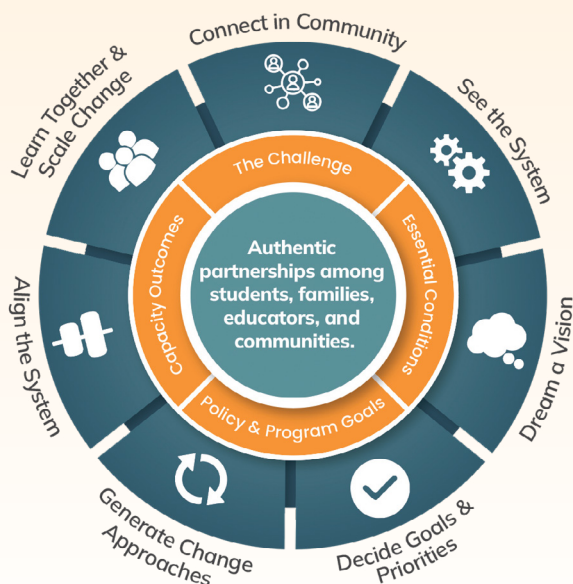 Connect in Community
See the System
Dream a Vision
Decide Goals &
Priorities
Generate Change
Approaches
Align the System
Learn Together &
Scale Change
The Challenge
Essential Conditions
Policy & Program Goals
Capacity Outcomes
Authentic
partnerships among
students, families,
educators, and
communities.